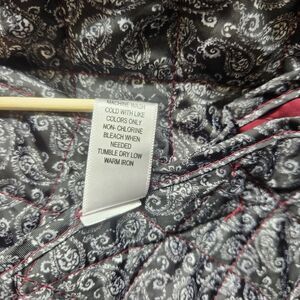 MACHINE WASH
COLD WITH LIKE
COLORS ONLY
NON- CHLORINE
BLEACH WHEN
NEEDED
TUMBLE DRY LOW
WARM IRON